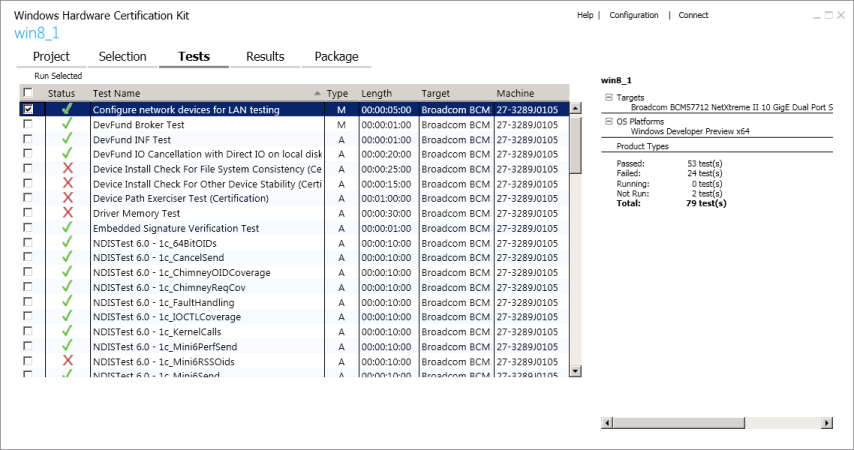 Windows Hardware Certification Kit
Help | Configuration | Connect
win8_1
Project Selection Tests Results Package
Run Selected
Status Test Name Type Length Target Machine
Configure network devices for LAN testing M 00:00:05:00 Broadcom BCM 27-3289J0105
DevFund Broker Test M 00:00:01:00 Broadcom BCM 27-3289J0105
DevFund INF Test A 00:00:01:00 Broadcom BCM 27-3289J0105
DevFund IO Cancellation with Direct IO on local disk A 00:00:20:00 Broadcom BCM 27-3289J0105
Device Install Check For File System Consistency (Ce A 00:00:25:00 Broadcom BCM 27-3289J0105
Device Install Check For Other Device Stability (Certi A 00:00:15:00 Broadcom BCM 27-3289J0105
Device Path Exerciser Test (Certification) A 00:01:00:00 Broadcom BCM 27-3289J0105
Driver Memory Test A 00:00:30:00 Broadcom BCM 27-3289J0105
Embedded Signature Verification Test A 00:00:01:00 Broadcom BCM 27-3289J0105
NDISTest 6.0 - 1c_64BitOIDs A 00:00:10:00 Broadcom BCM 27-3289J0105
NDISTest 6.0 - 1c_CancelSend A 00:00:10:00 Broadcom BCM 27-3289J0105
NDISTest 6.0 - 1c_ChimneyOIDCoverage A 00:00:10:00 Broadcom BCM 27-3289J0105
NDISTest 6.0 - 1c_ChimneyReqCov A 00:00:10:00 Broadcom BCM 27-3289J0105
NDISTest 6.0 - 1c_FaultHandling A 00:00:10:00 Broadcom BCM 27-3289J0105
NDISTest 6.0 - 1c_IOCTLCoverage A 00:00:10:00 Broadcom BCM 27-3289J0105
NDISTest 6.0 - 1c_KernelCalls A 00:00:10:00 Broadcom BCM 27-3289J0105
NDISTest 6.0 - 1c_Mini6PerfSend A 00:00:10:00 Broadcom BCM 27-3289J0105
NDISTest 6.0 - 1c_Mini6RSSOids A 00:00:10:00 Broadcom BCM 27-3289J0105
NDISTest 6.0 - 1c_Mini6Send A 00:00:10:00 Broadcom BCM 27-3289J0105
win8_1
Targets
Broadcom BCM57712 NetXtreme II 10 GigE Dual Port S
OS Platforms
Windows Developer Preview x64
Product Types
Passed: 53 test(s)
Failed: 24 test(s)
Running: 0 test(s)
Not Run: 2 test(s)
Total: 79 test(s)